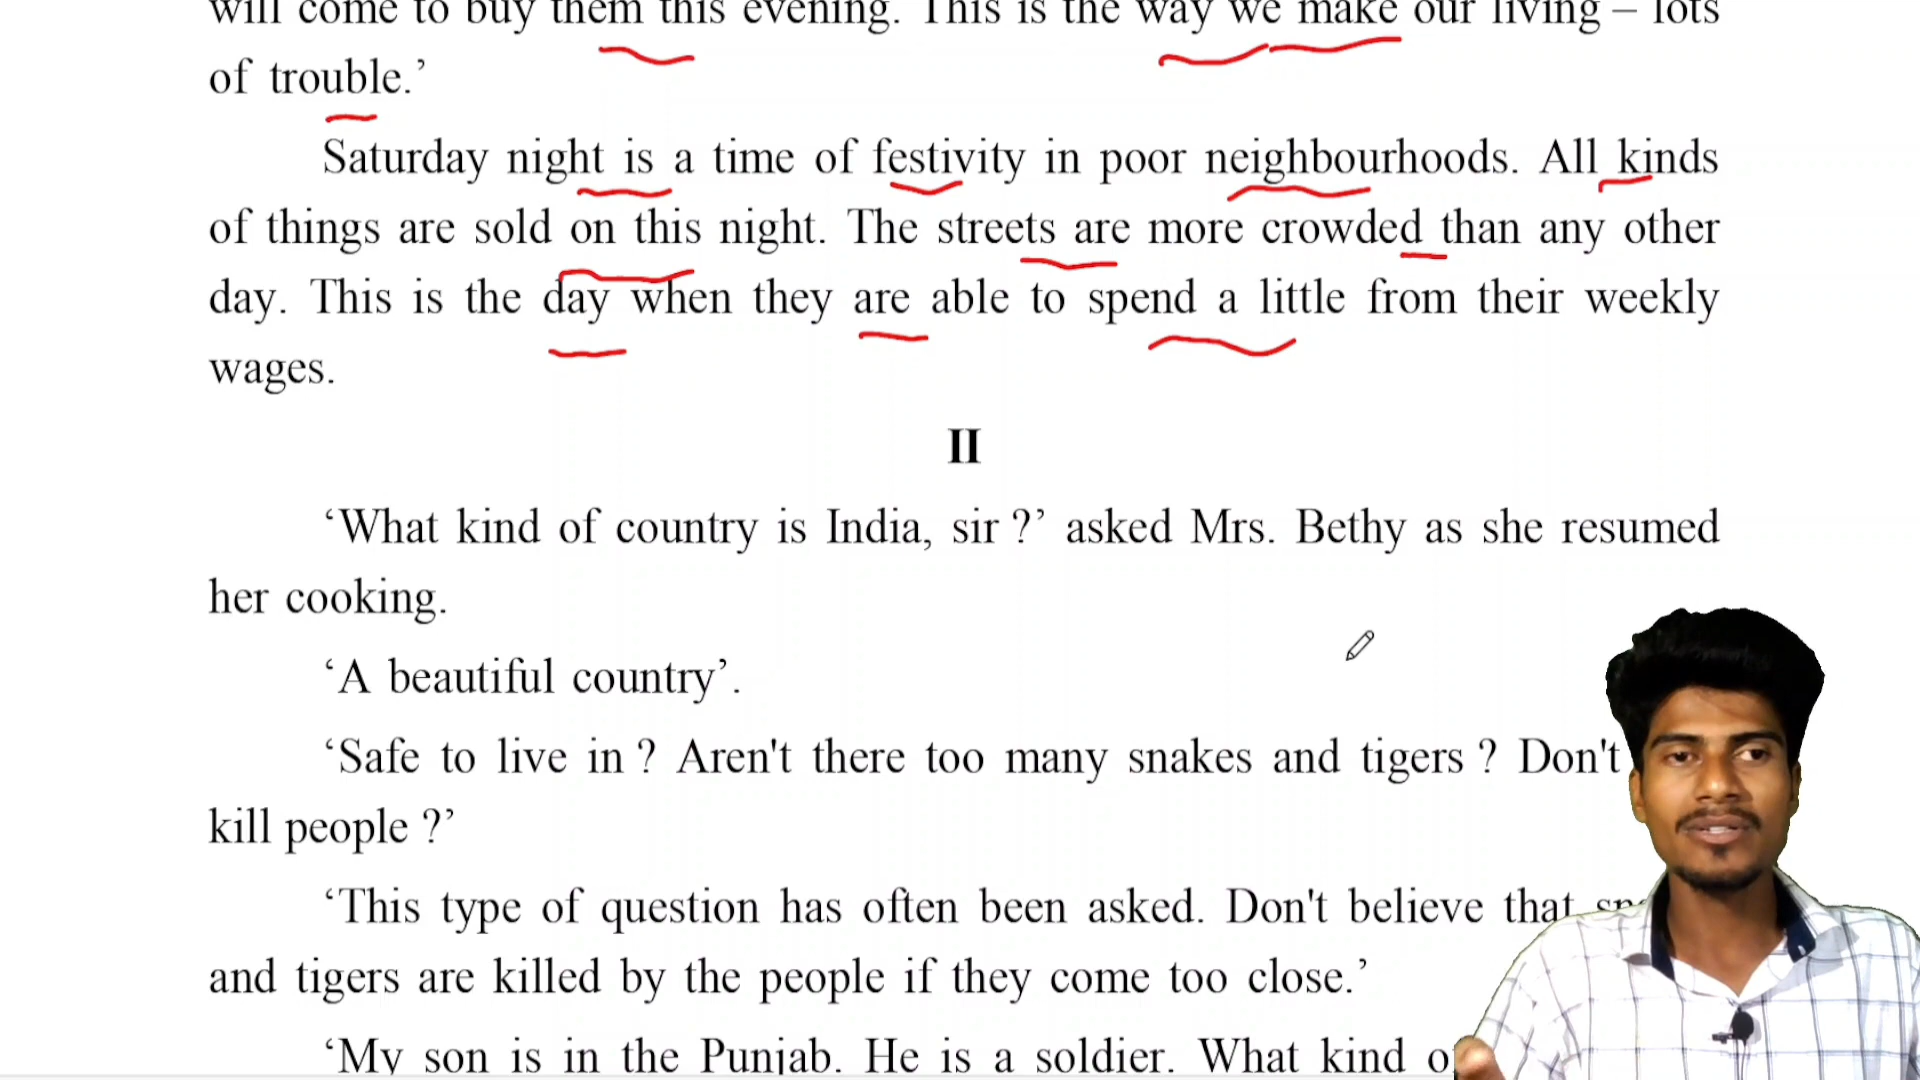 will come to buy them this evening. This is the way we make our living – lots
of trouble.’
Saturday night is a time of festivity in poor neighbourhoods. All kinds
of things are sold on this night. The streets are more crowded than any other
day. This is the day when they are able to spend a little from their weekly
wages.
II
‘What kind of country is India, sir ?’ asked Mrs. Bethy as she resumed
her cooking.
‘A beautiful country’.
‘Safe to live in ? Aren't there too many snakes and tigers ? Don't
kill people ?’
‘This type of question has often been asked. Don't believe that
and tigers are killed by the people if they come too close.’
‘My son is in the Punjab. He is a soldier. What kind